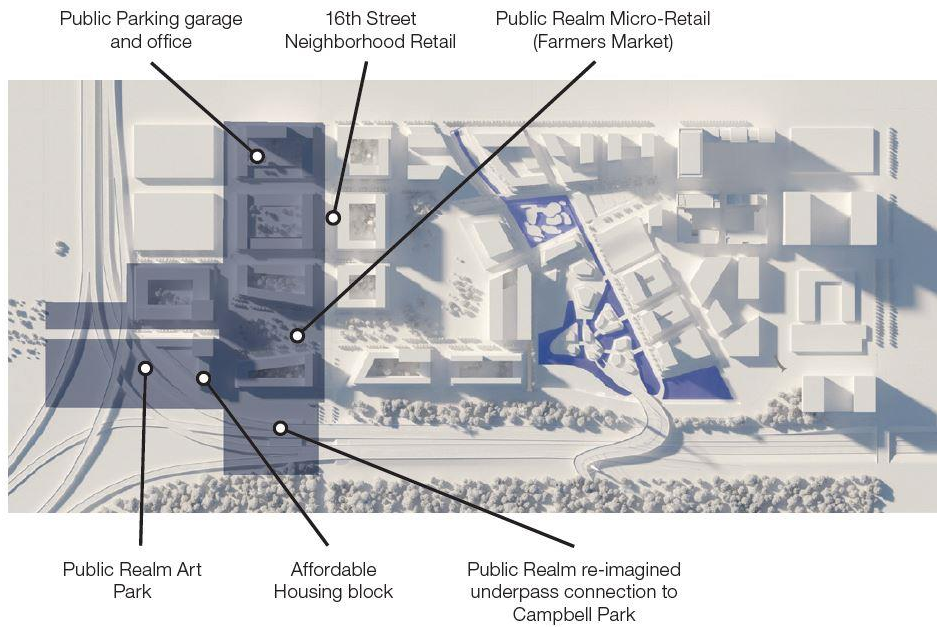 Public Parking garage
and office
16th Street
Neighborhood Retail
Public Realm Micro-Retail
(Farmers Market)
Public Realm Art
Park
Affordable
Housing block
Public Realm re-imagined
underpass connection to
Campbell Park